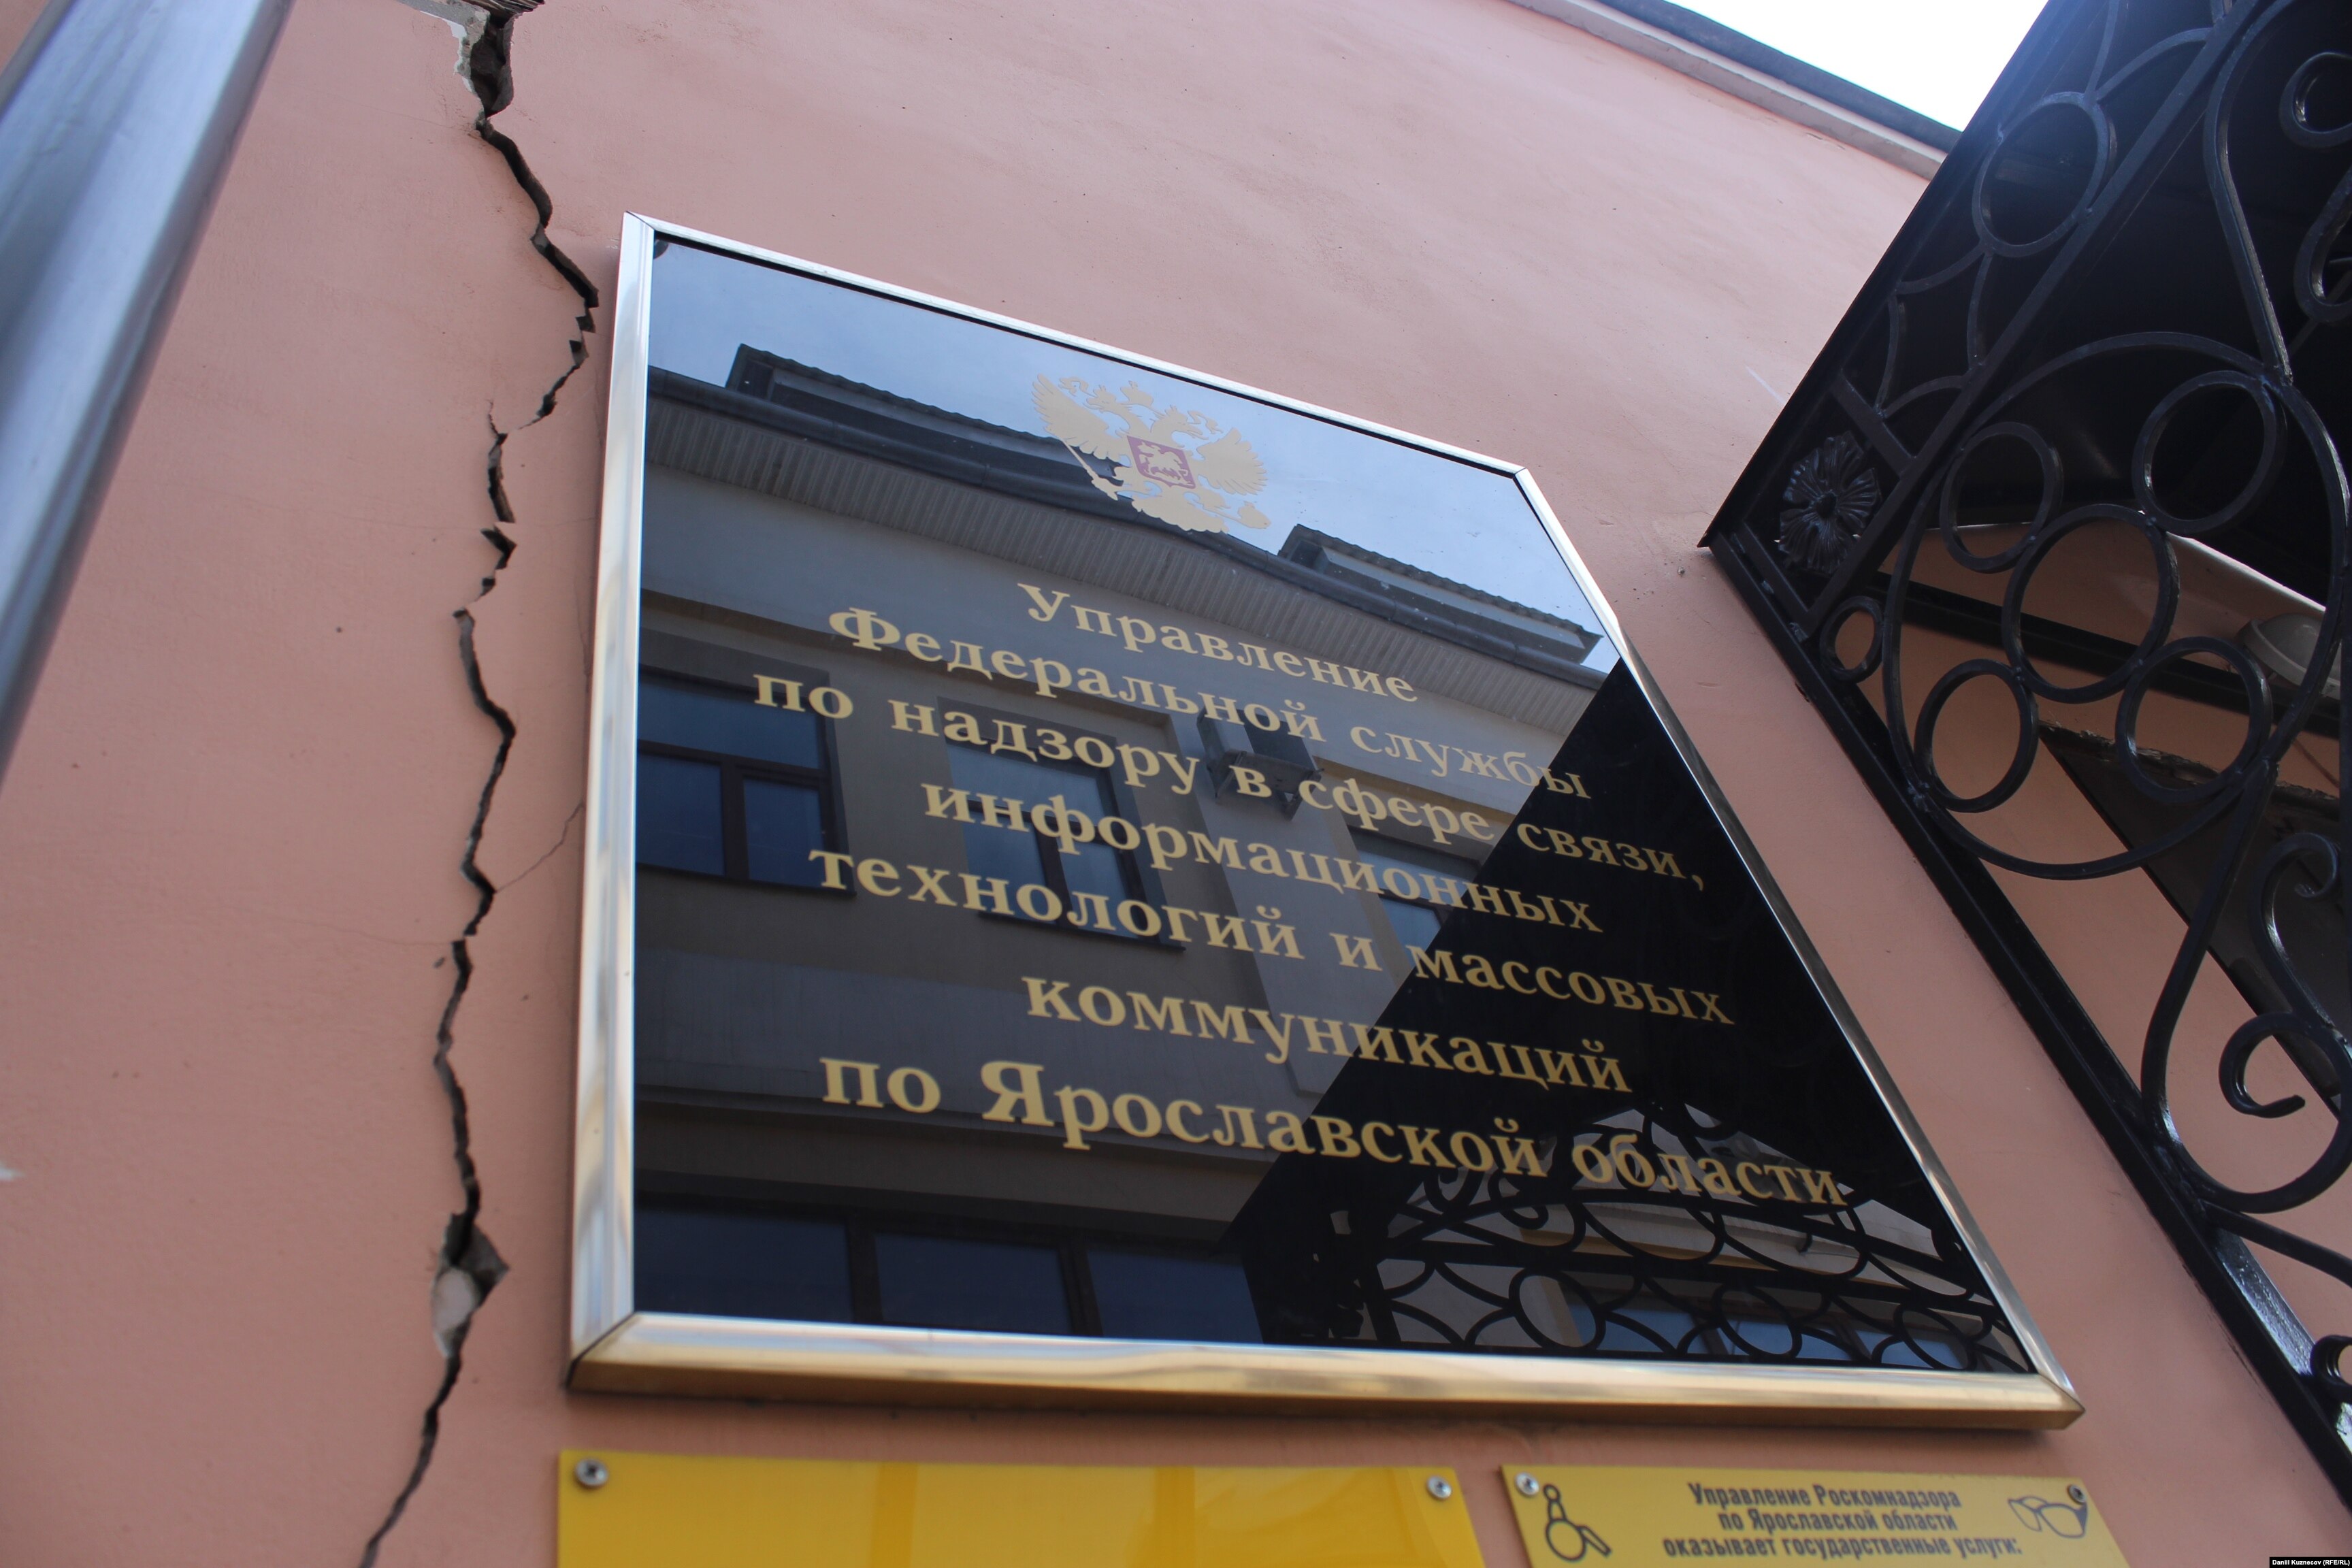 Управление
Федеральной службы
по надзору в сфере связи,
информационных
технологий и массовых
коммуникаций
по Ярославской области
Управление Роскомнадзора
по Ярославской области
оказывает государственные услуги:
Daniil Kuznecov (RFE/RL)